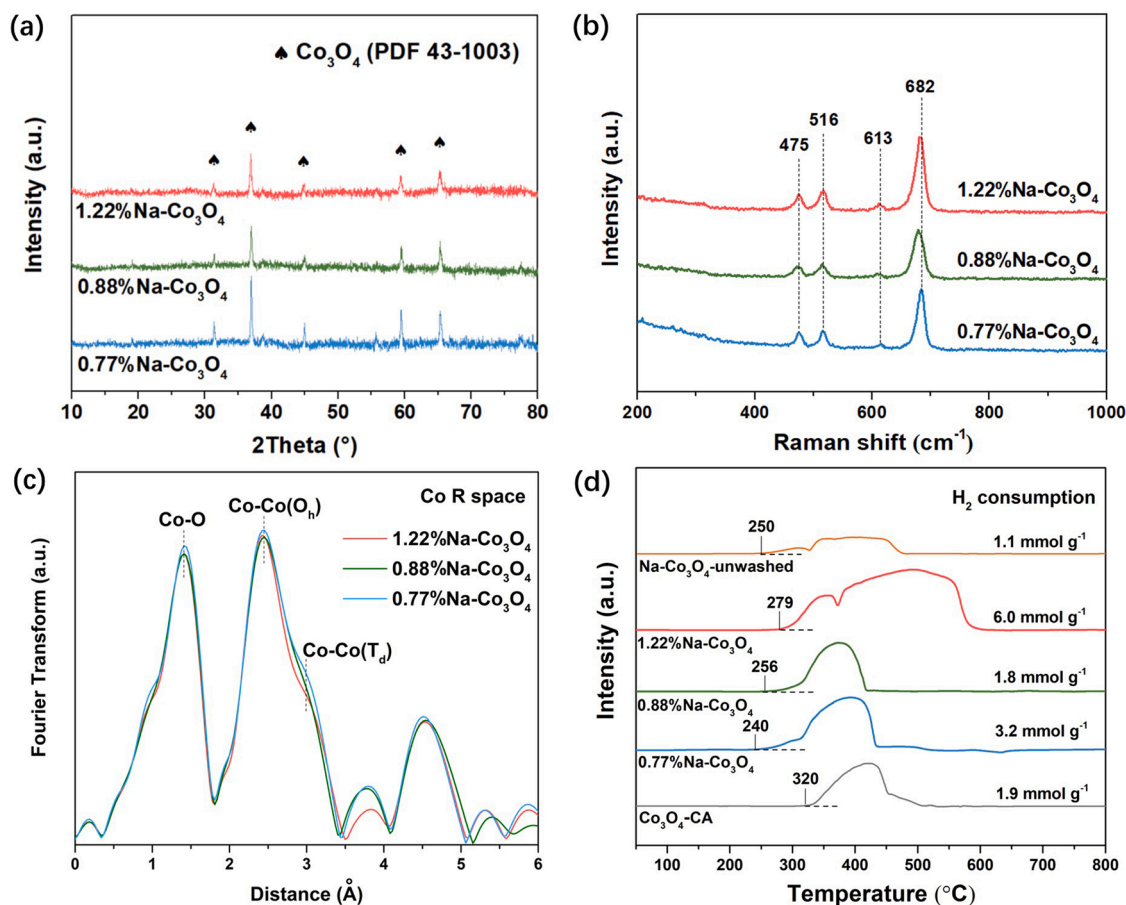 (a)
♠ Co₃O₄ (PDF 43-1003)
1.22%Na-Co₃O₄
0.88%Na-Co₃O₄
0.77%Na-Co₃O₄
Intensity (a.u.)
10 20 30 40 50 60 70 80
2Theta (°)
(b)
682
516
475
613
1.22%Na-Co₃O₄
0.88%Na-Co₃O₄
0.77%Na-Co₃O₄
Intensity (a.u.)
200 400 600 800 1000
Raman shift (cm⁻¹)
(c)
Co R space
Co-Co(Oₕ)
Co-O
1.22%Na-Co₃O₄
0.88%Na-Co₃O₄
0.77%Na-Co₃O₄
Co-Co(T_d)
Fourier Transform (a.u.)
0 1 2 3 4 5 6
Distance (Å)
(d)
H₂ consumption
250
1.1 mmol g⁻¹
Na-Co₃O₄-unwashed
279
6.0 mmol g⁻¹
1.22%Na-Co₃O₄
256
1.8 mmol g⁻¹
0.88%Na-Co₃O₄
240
3.2 mmol g⁻¹
0.77%Na-Co₃O₄
320
1.9 mmol g⁻¹
Co₃O₄-CA
Intensity (a.u.)
100 200 300 400 500 600 700 800
Temperature (°C)